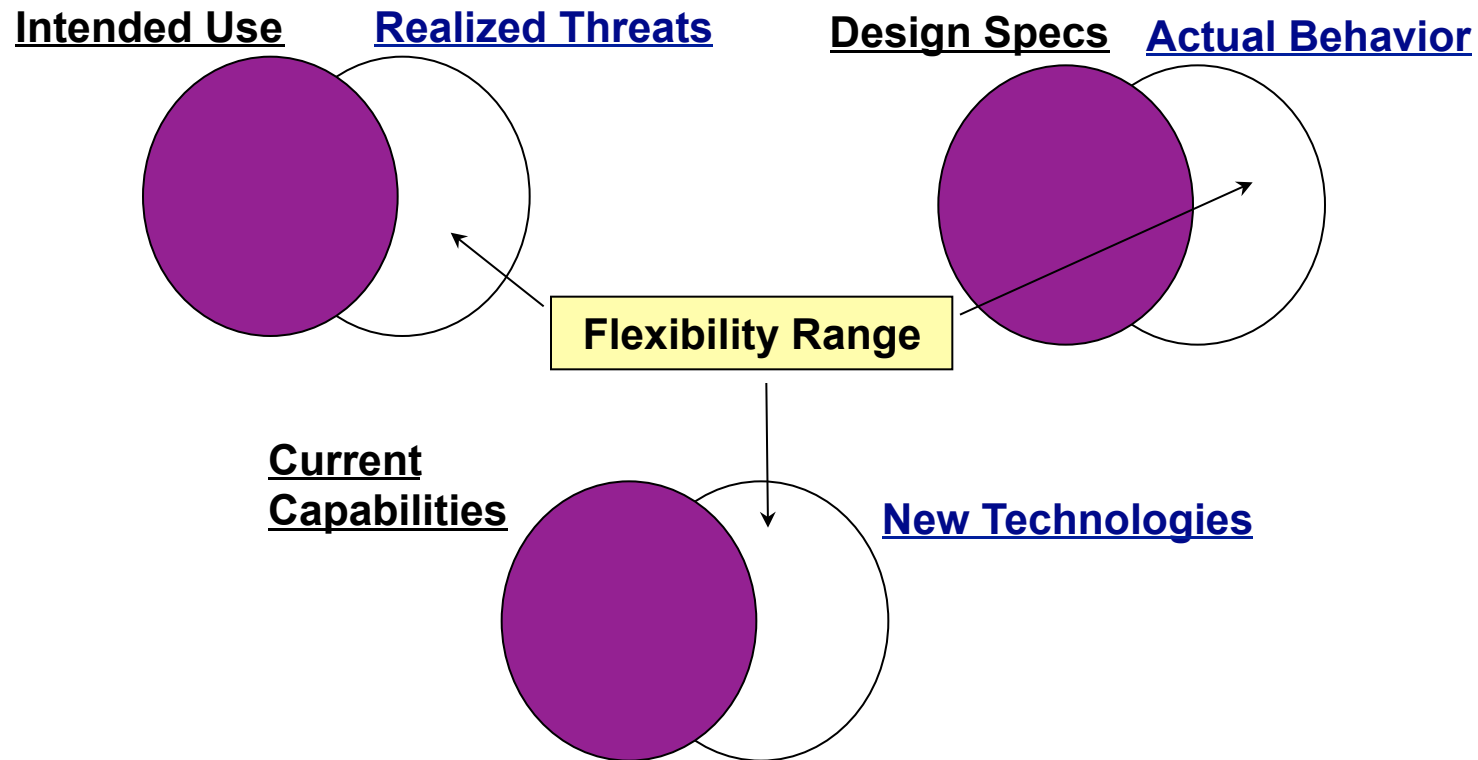 Intended Use
Realized Threats
Design Specs
Actual Behavior
Flexibility Range
Current
Capabilities
New Technologies